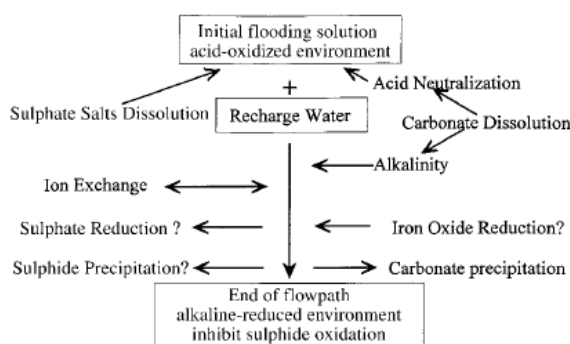 Initial flooding solution
acid-oxidized environment
+
Acid Neutralization
Sulphate Salts Dissolution
Recharge Water
Carbonate Dissolution
Alkalinity
Ion Exchange
Sulphate Reduction ?
Iron Oxide Reduction?
Sulphide Precipitation?
Carbonate precipitation
End of flowpath
alkaline-reduced environment
inhibit sulphide oxidation